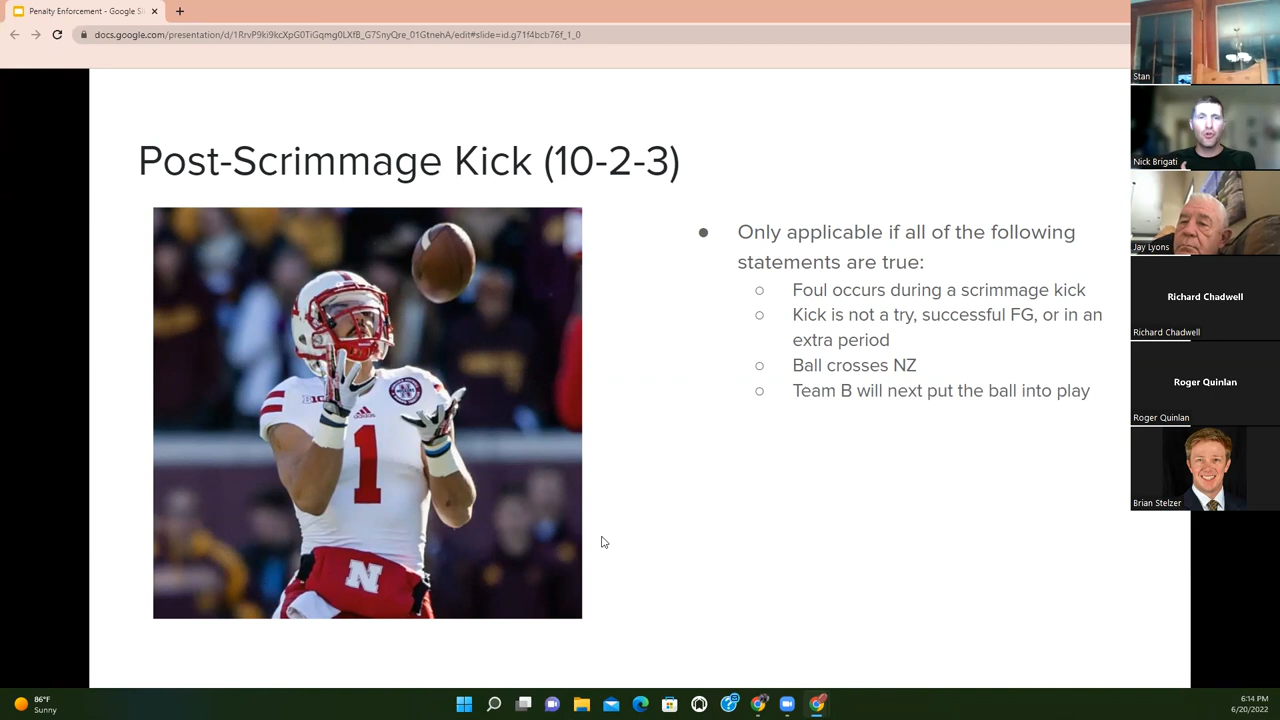 Penalty Enforcement - Google Sl
docs.google.com/presentation/d/1RrvP9ki9kcXpG0TiGqmg0LXfB_G7SnyQre_01GtnehA/edit#slide=id.g71f4bcb76f_1_0
Post-Scrimmage Kick (10-2-3)
1
N
Only applicable if all of the following
statements are true:
Foul occurs during a scrimmage kick
Kick is not a try, successful FG, or in an
extra period
Ball crosses NZ
Team B will next put the ball into play
Stan
Nick Brigati
Jay Lyons
Richard Chadwell
Richard Chadwell
Roger Quinlan
Roger Quinlan
Brian Stelzer
86°F
Sunny
6:14 PM
6/20/2022